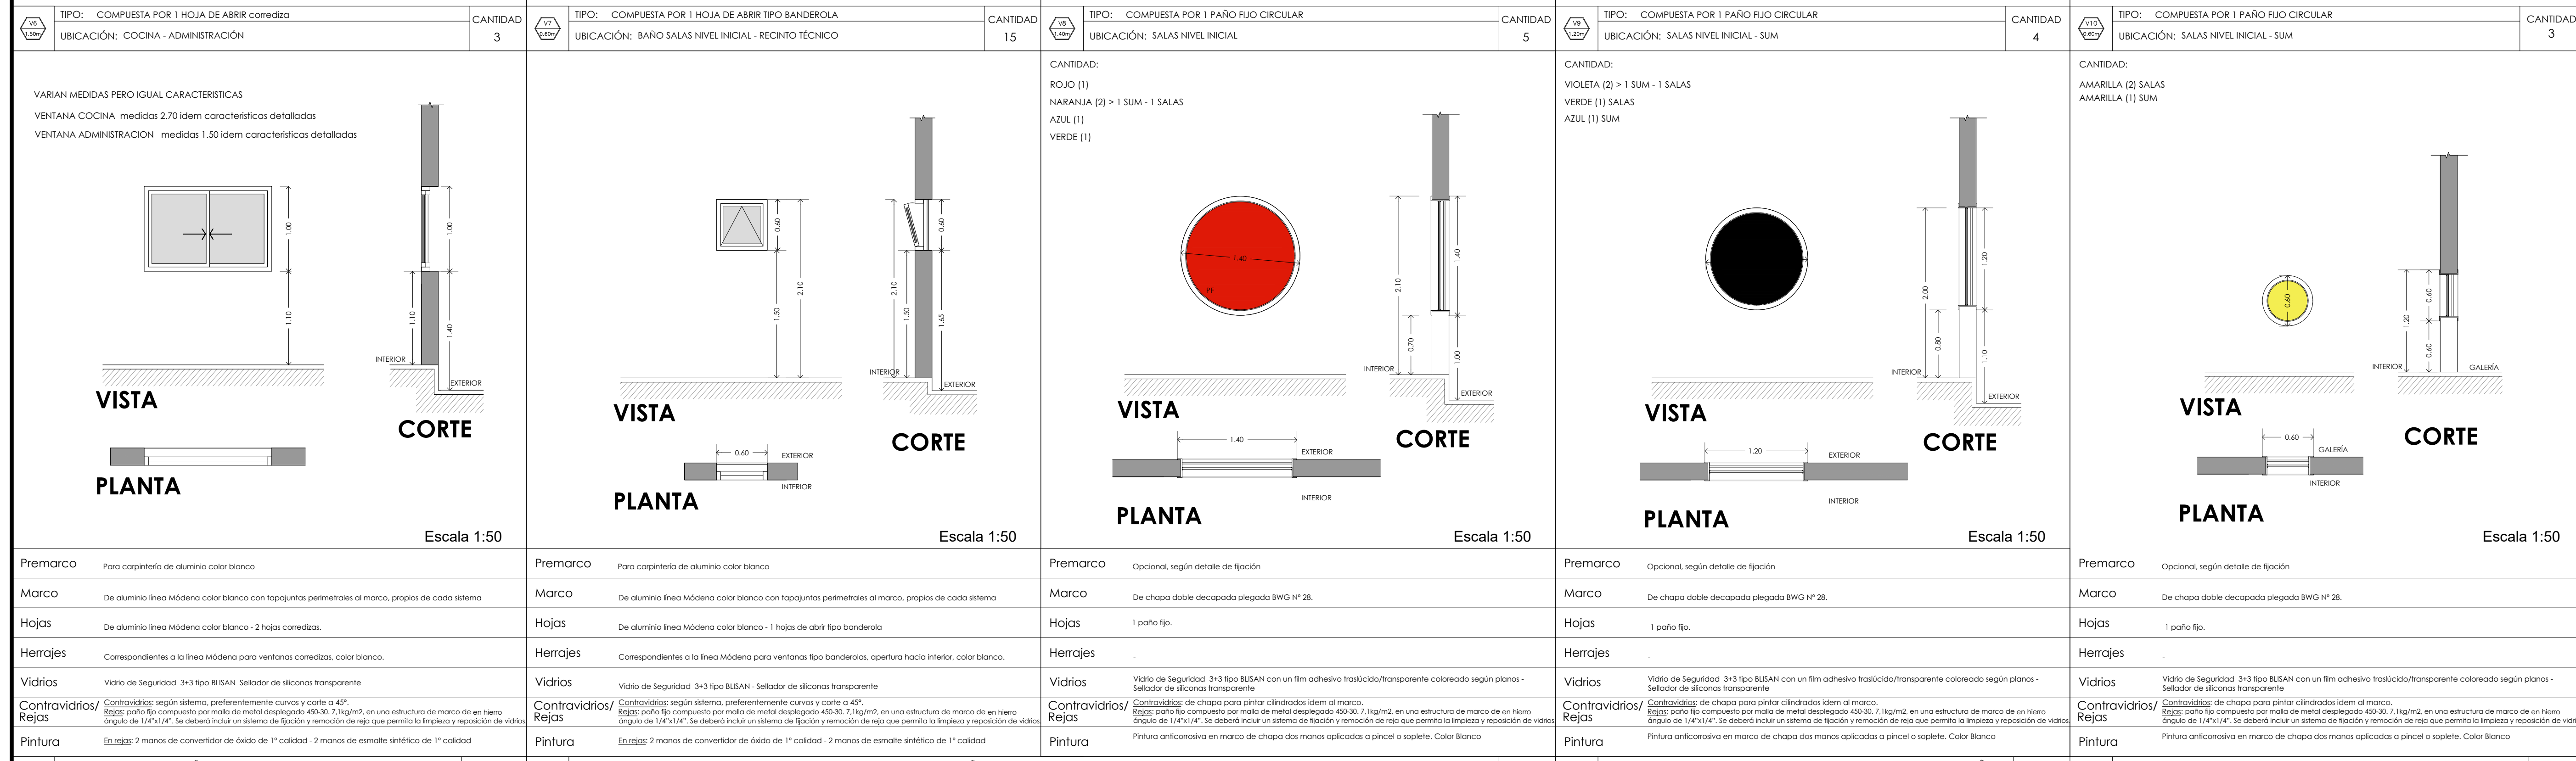 V6
1.50m
TIPO: COMPUESTA POR 1 HOJA DE ABRIR corrediza
UBICACIÓN: COCINA - ADMINISTRACIÓN
CANTIDAD
3
VARIAN MEDIDAS PERO IGUAL CARACTERISTICAS
VENTANA COCINA medidas 2.70 idem caracteristicas detalladas
VENTANA ADMINISTRACION medidas 1.50 idem caracteristicas detalladas
1.00
1.10
1.00
1.10
1.40
INTERIOR
EXTERIOR
VISTA
CORTE
PLANTA
Escala 1:50
Premarco
Para carpintería de aluminio color blanco
Marco
De aluminio línea Módena color blanco con tapajuntas perimetrales al marco, propios de cada sistema
Hojas
De aluminio línea Módena color blanco - 2 hojas corredizas.
Herrajes
Correspondientes a la línea Módena para ventanas corredizas, color blanco.
Vidrios
Vidrio de Seguridad 3+3 tipo BLISAN Sellador de siliconas transparente
Contravidrios/
Rejas
Contravidrios: según sistema, preferentemente curvos y corte a 45º.
Rejas: paño fijo compuesto por malla de metal desplegado 450-30, 7,1kg/m2, en una estructura de marco de en hierro
ángulo de 1/4"x1/4". Se deberá incluir un sistema de fijación y remoción de reja que permita la limpieza y reposición de vidrios.
Pintura
En rejas: 2 manos de convertidor de óxido de 1º calidad - 2 manos de esmalte sintético de 1º calidad
V7
0.60m
TIPO: COMPUESTA POR 1 HOJA DE ABRIR TIPO BANDEROLA
UBICACIÓN: BAÑO SALAS NIVEL INICIAL - RECINTO TÉCNICO
CANTIDAD
15
0.60
1.50
2.10
2.10
1.50
0.60
1.65
INTERIOR
EXTERIOR
VISTA
CORTE
0.60
EXTERIOR
INTERIOR
PLANTA
Escala 1:50
Premarco
Para carpintería de aluminio color blanco
Marco
De aluminio línea Módena color blanco con tapajuntas perimetrales al marco, propios de cada sistema
Hojas
De aluminio línea Módena color blanco - 1 hojas de abrir tipo banderola
Herrajes
Correspondientes a la línea Módena para ventanas tipo banderolas, apertura hacia interior, color blanco.
Vidrios
Vidrio de Seguridad 3+3 tipo BLISAN - Sellador de siliconas transparente
Contravidrios/
Rejas
Contravidrios: según sistema, preferentemente curvos y corte a 45º.
Rejas: paño fijo compuesto por malla de metal desplegado 450-30, 7,1kg/m2, en una estructura de marco de en hierro
ángulo de 1/4"x1/4". Se deberá incluir un sistema de fijación y remoción de reja que permita la limpieza y reposición de vidrios.
Pintura
En rejas: 2 manos de convertidor de óxido de 1º calidad - 2 manos de esmalte sintético de 1º calidad
V8
1.40m
TIPO: COMPUESTA POR 1 PAÑO FIJO CIRCULAR
UBICACIÓN: SALAS NIVEL INICIAL
CANTIDAD
5
CANTIDAD:
ROJO (1)
NARANJA (2) > 1 SUM - 1 SALAS
AZUL (1)
VERDE (1)
1.40
PF
2.10
0.70
1.40
1.00
INTERIOR
EXTERIOR
VISTA
CORTE
1.40
EXTERIOR
INTERIOR
PLANTA
Escala 1:50
Premarco
Opcional, según detalle de fijación
Marco
De chapa doble decapada plegada BWG Nº 28.
Hojas
1 paño fijo.
Herrajes
-
Vidrios
Vidrio de Seguridad 3+3 tipo BLISAN con un film adhesivo traslúcido/transparente coloreado según planos -
Sellador de siliconas transparente
Contravidrios/
Rejas
Contravidrios: de chapa para pintar cilindrados idem al marco.
Rejas: paño fijo compuesto por malla de metal desplegado 450-30, 7,1kg/m2, en una estructura de marco de en hierro
ángulo de 1/4"x1/4". Se deberá incluir un sistema de fijación y remoción de reja que permita la limpieza y reposición de vidrios.
Pintura
Pintura anticorrosiva en marco de chapa dos manos aplicadas a pincel o soplete. Color Blanco
V9
1.20m
TIPO: COMPUESTA POR 1 PAÑO FIJO CIRCULAR
UBICACIÓN: SALAS NIVEL INICIAL - SUM
CANTIDAD
4
CANTIDAD:
VIOLETA (2) > 1 SUM - 1 SALAS
VERDE (1) SALAS
AZUL (1) SUM
2.00
0.80
1.20
1.10
INTERIOR
EXTERIOR
VISTA
CORTE
1.20
EXTERIOR
INTERIOR
PLANTA
Escala 1:50
Premarco
Opcional, según detalle de fijación
Marco
De chapa doble decapada plegada BWG Nº 28.
Hojas
1 paño fijo.
Herrajes
-
Vidrios
Vidrio de Seguridad 3+3 tipo BLISAN con un film adhesivo traslúcido/transparente coloreado según planos -
Sellador de siliconas transparente
Contravidrios/
Rejas
Contravidrios: de chapa para pintar cilindrados idem al marco.
Rejas: paño fijo compuesto por malla de metal desplegado 450-30, 7,1kg/m2, en una estructura de marco de en hierro
ángulo de 1/4"x1/4". Se deberá incluir un sistema de fijación y remoción de reja que permita la limpieza y reposición de vidrios.
Pintura
Pintura anticorrosiva en marco de chapa dos manos aplicadas a pincel o soplete. Color Blanco
V10
0.60m
TIPO: COMPUESTA POR 1 PAÑO FIJO CIRCULAR
UBICACIÓN: SALAS NIVEL INICIAL - SUM
CANTIDAD
3
CANTIDAD:
AMARILLA (2) SALAS
AMARILLA (1) SUM
0.60
1.20
0.60
0.60
INTERIOR
GALERÍA
VISTA
CORTE
0.60
GALERÍA
INTERIOR
PLANTA
Escala 1:50
Premarco
Opcional, según detalle de fijación
Marco
De chapa doble decapada plegada BWG Nº 28.
Hojas
1 paño fijo.
Herrajes
-
Vidrios
Vidrio de Seguridad 3+3 tipo BLISAN con un film adhesivo traslúcido/transparente coloreado según planos -
Sellador de siliconas transparente
Contravidrios/
Rejas
Contravidrios: de chapa para pintar cilindrados idem al marco.
Rejas: paño fijo compuesto por malla de metal desplegado 450-30, 7,1kg/m2, en una estructura de marco de en hierro
ángulo de 1/4"x1/4". Se deberá incluir un sistema de fijación y remoción de reja que permita la limpieza y reposición de vidri
Pintura
Pintura anticorrosiva en marco de chapa dos manos aplicadas a pincel o soplete. Color Blanco